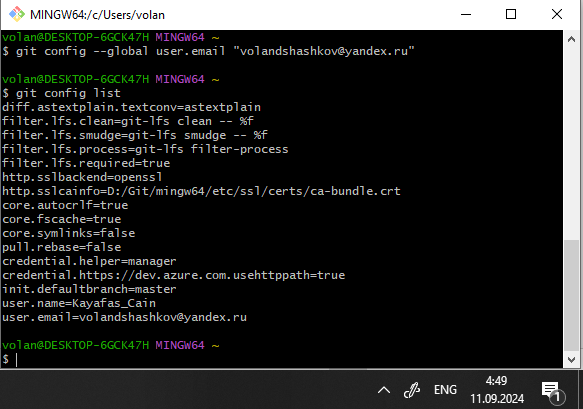 MINGW64:/c/Users/volan
volan@DESKTOP-6GCK47H MINGW64 ~
$ git config --global user.email "volandshashkov@yandex.ru"
volan@DESKTOP-6GCK47H MINGW64 ~
$ git config list
diff.astextplain.textconv=astextplain
filter.lfs.clean=git-lfs clean -- %f
filter.lfs.smudge=git-lfs smudge -- %f
filter.lfs.process=git-lfs filter-process
filter.lfs.required=true
http.sslbackend=openssl
http.sslcainfo=D:/Git/mingw64/etc/ssl/certs/ca-bundle.crt
core.autocrlf=true
core.fscache=true
core.symlinks=false
pull.rebase=false
credential.helper=manager
credential.https://dev.azure.com.usehttppath=true
init.defaultbranch=master
user.name=Kayafas_Cain
user.email=volandshashkov@yandex.ru
volan@DESKTOP-6GCK47H MINGW64 ~
$
ENG
4:49
11.09.2024
1